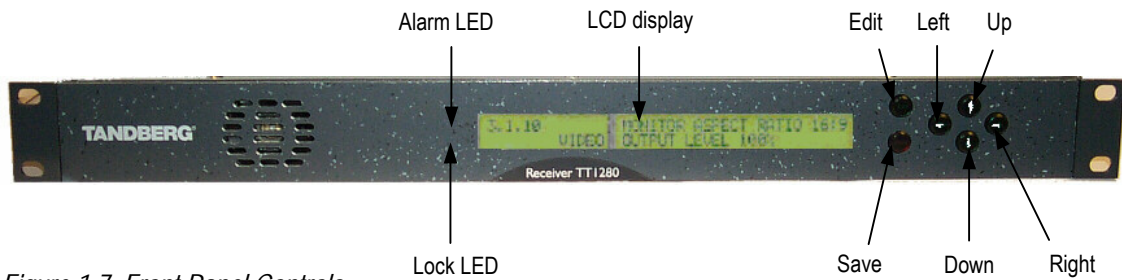 Alarm LED LCD display Edit Left Up
TANDBERG
3.1.10 MONITOR ASPECT RATIO 16:9
VIDEO OUTPUT LEVEL 100%
Receiver TT1280
Figure 1.7 Front Panel Controls
Lock LED Save Down Right